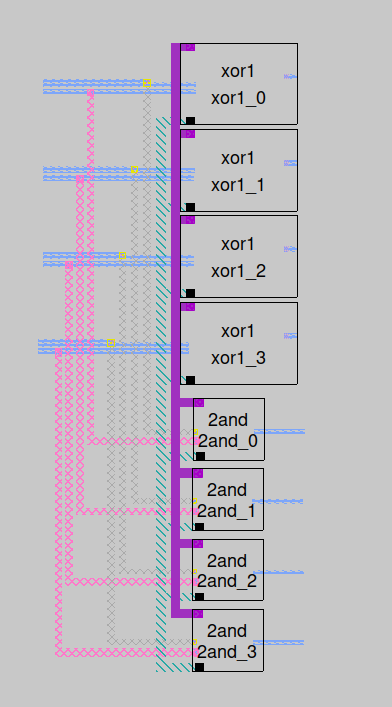 xor1
xor1_0
xor1
xor1_1
xor1
xor1_2
xor1
xor1_3
2and
2and_0
2and
2and_1
2and
2and_2
2and
2and_3